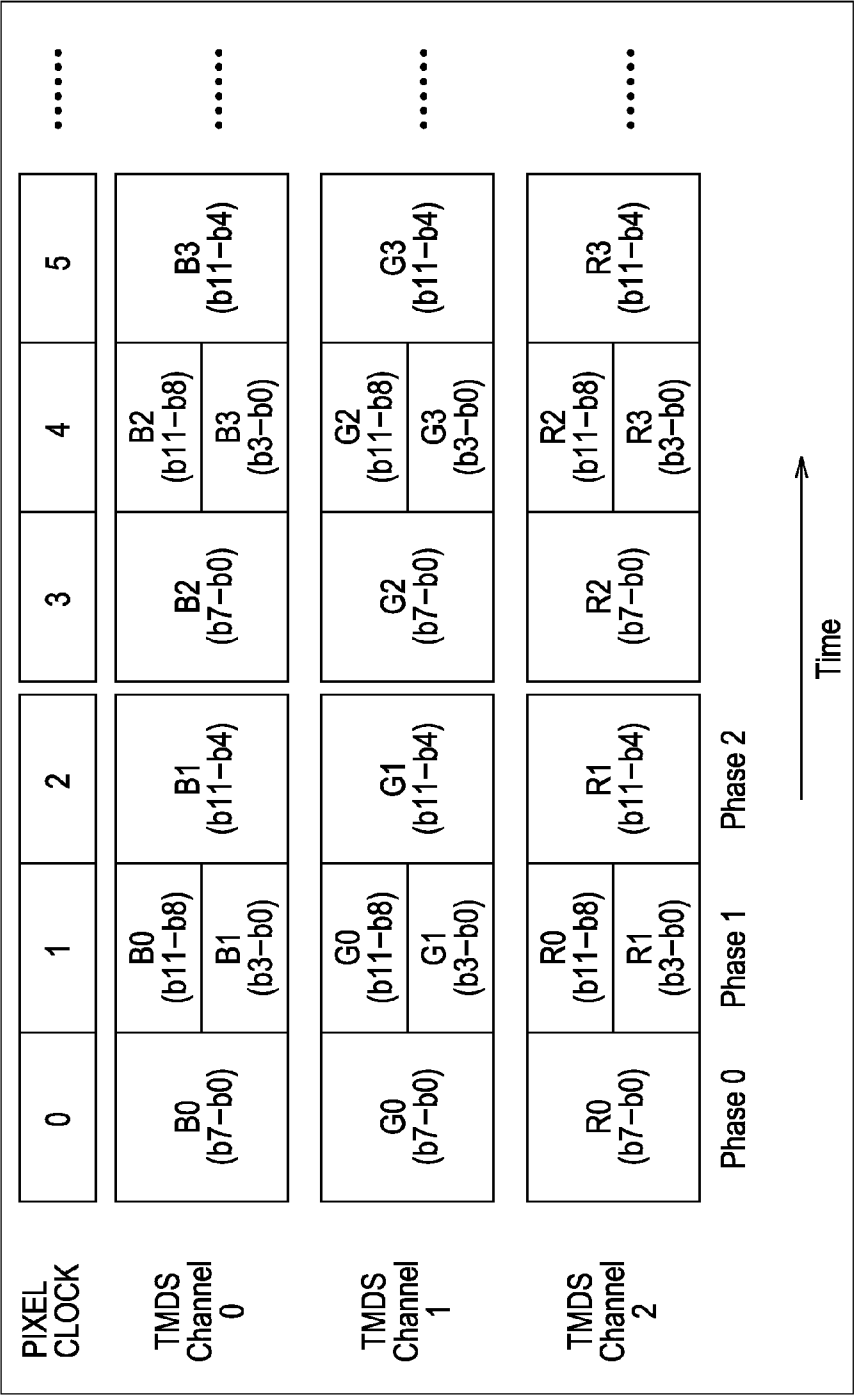 PIXEL
CLOCK
0
1
2
3
4
5
......
TMDS
Channel
0
B0
(b7−b0)
B0
(b11−b8)
B1
(b3−b0)
B1
(b11−b4)
B2
(b7−b0)
B2
(b11−b8)
B3
(b3−b0)
B3
(b11−b4)
......
TMDS
Channel
1
G0
(b7−b0)
G0
(b11−b8)
G1
(b3−b0)
G1
(b11−b4)
G2
(b7−b0)
G2
(b11−b8)
G3
(b3−b0)
G3
(b11−b4)
......
TMDS
Channel
2
R0
(b7−b0)
R0
(b11−b8)
R1
(b3−b0)
R1
(b11−b4)
R2
(b7−b0)
R2
(b11−b8)
R3
(b3−b0)
R3
(b11−b4)
......
Phase 0
Phase 1
Phase 2
Time